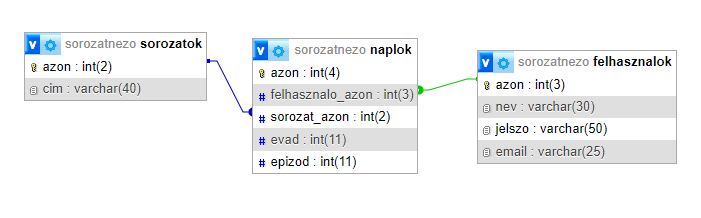 v sorozatnezo sorozatok
azon : int(2)
cim : varchar(40)
v sorozatnezo naplok
azon : int(4)
# felhasznalo_azon : int(3)
# sorozat_azon : int(2)
# evad : int(11)
# epizod : int(11)
v sorozatnezo felhasznalok
azon : int(3)
nev : varchar(30)
jelszo : varchar(50)
email : varchar(25)